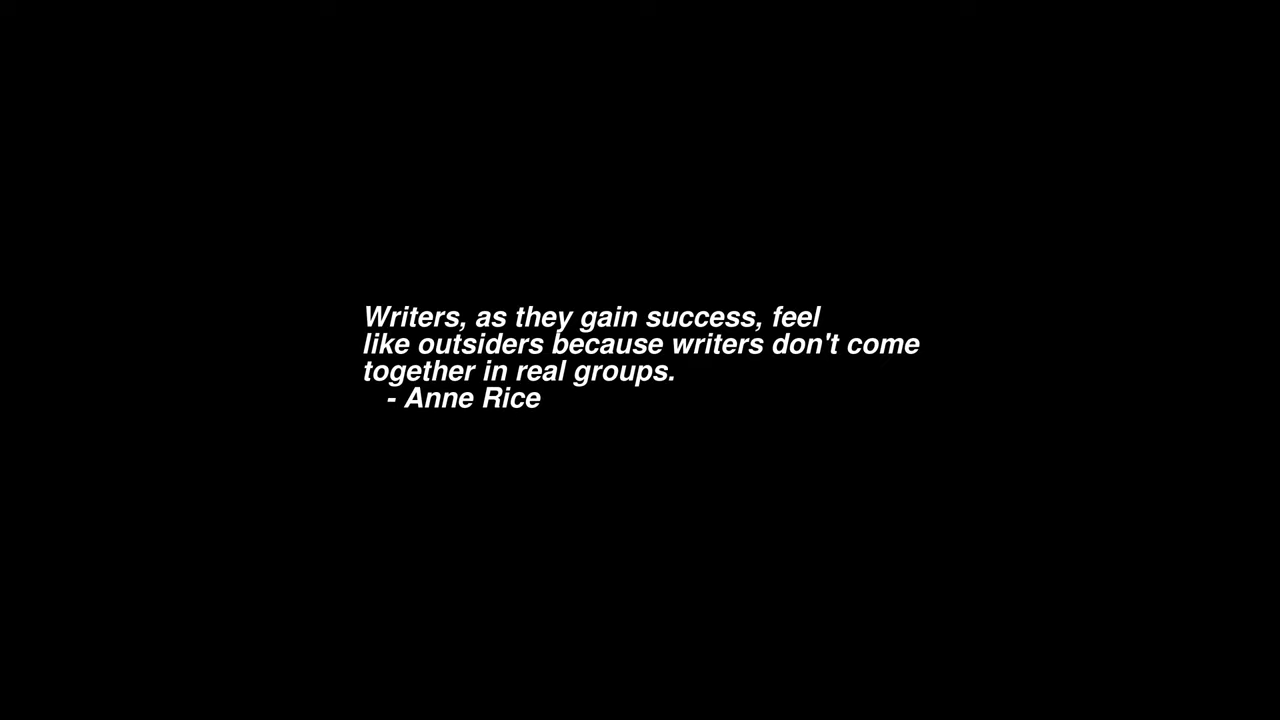 Writers, as they gain success, feel
like outsiders because writers don't come
together in real groups.
- Anne Rice